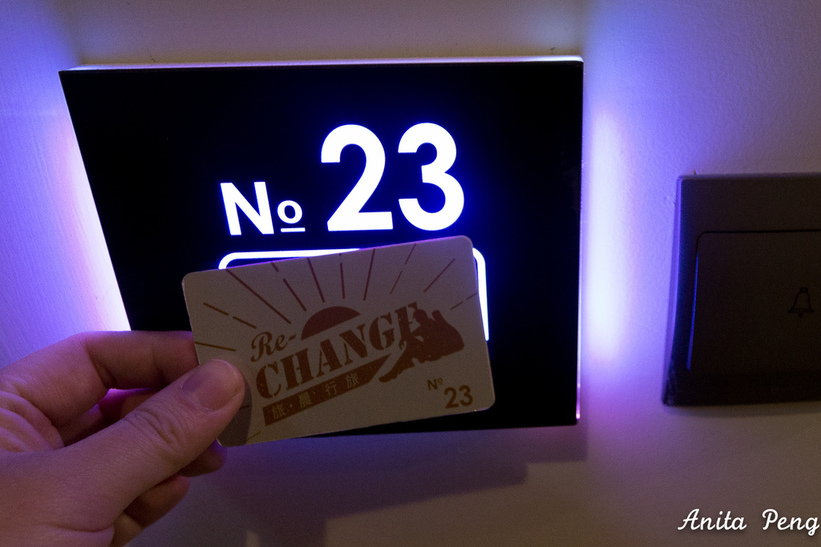 Nº 23
Re-
CHANGE
旅・晨 行 旅
Nº
23
Anita Peng